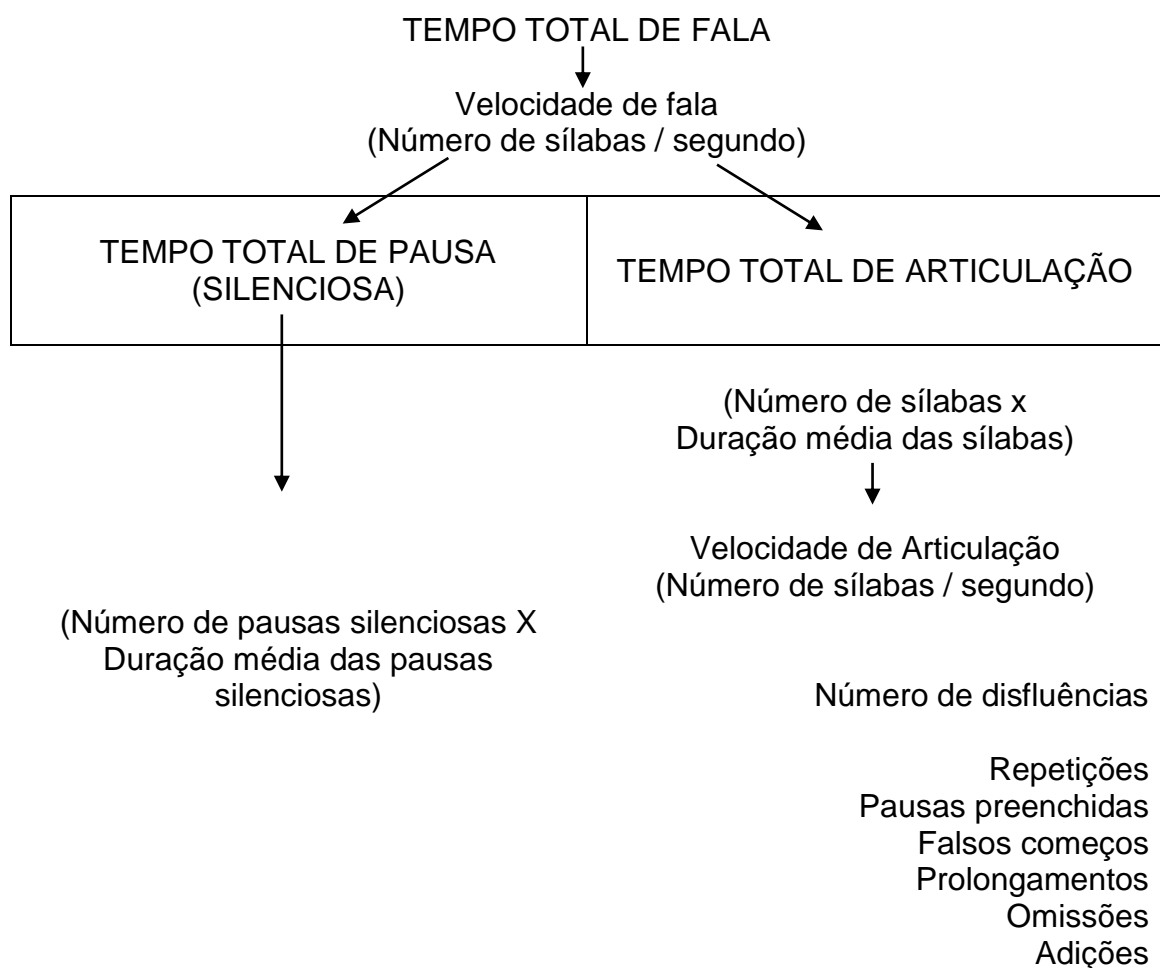 TEMPO TOTAL DE FALA
Velocidade de fala
(Número de sílabas / segundo)
TEMPO TOTAL DE PAUSA
(SILENCIOSA)
TEMPO TOTAL DE ARTICULAÇÃO
(Número de sílabas x
Duração média das sílabas)
Velocidade de Articulação
(Número de sílabas / segundo)
(Número de pausas silenciosas X
Duração média das pausas
silenciosas)
Número de disfluências
Repetições
Pausas preenchidas
Falsos começos
Prolongamentos
Omissões
Adições